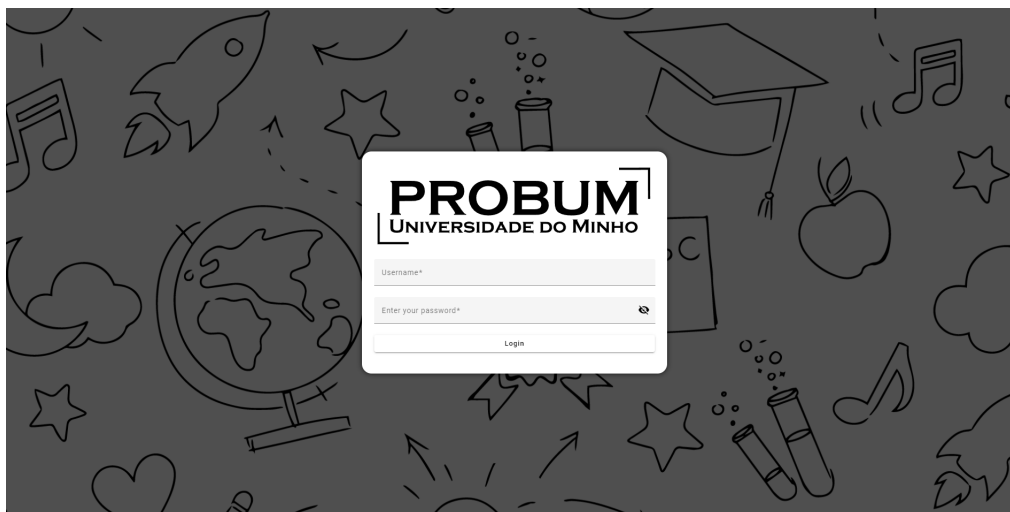 PROBUM
UNIVERSIDADE DO MINHO
Username*
Enter your password*
Login
C